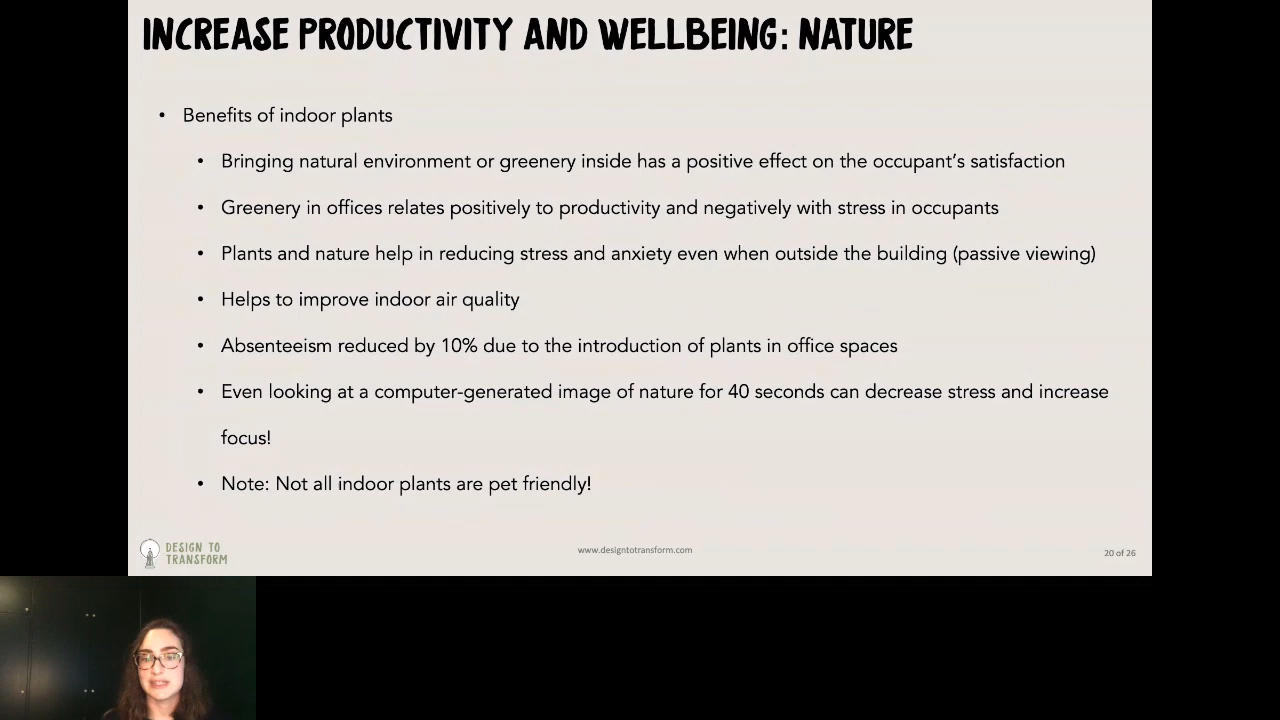 INCREASE PRODUCTIVITY AND WELLBEING: NATURE
• Benefits of indoor plants
• Bringing natural environment or greenery inside has a positive effect on the occupant's satisfaction
• Greenery in offices relates positively to productivity and negatively with stress in occupants
• Plants and nature help in reducing stress and anxiety even when outside the building (passive viewing)
• Helps to improve indoor air quality
• Absenteeism reduced by 10% due to the introduction of plants in office spaces
• Even looking at a computer-generated image of nature for 40 seconds can decrease stress and increase
focus!
• Note: Not all indoor plants are pet friendly!
DESIGN TO
TRANSFORM
www.designtotransform.com
20 of 26